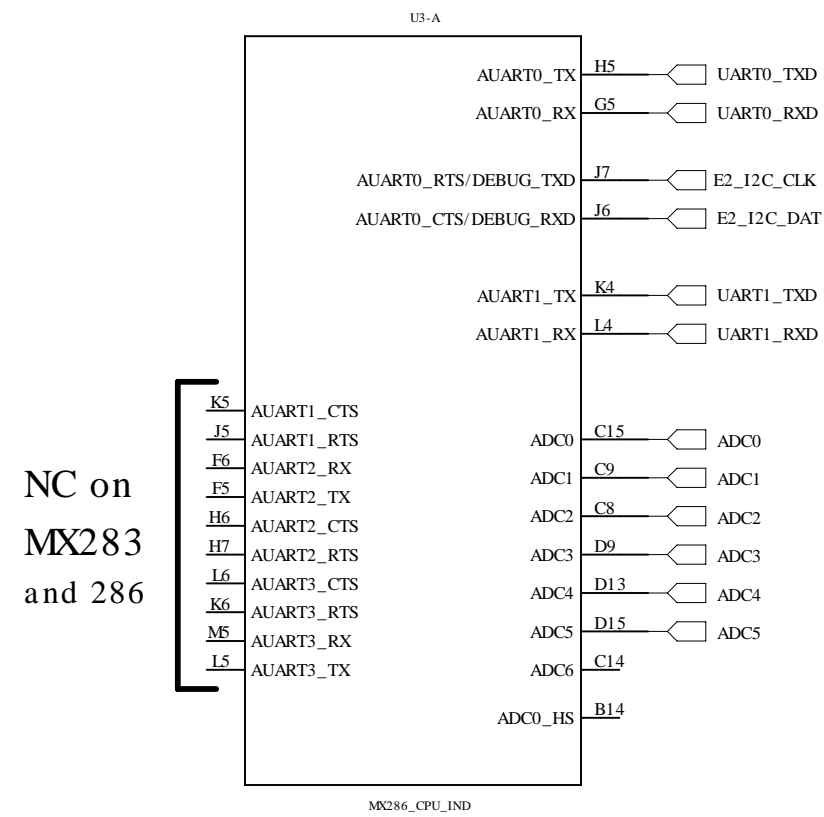 U3-A
AUART0_TX H5 UART0_TXD
AUART0_RX G5 UART0_RXD
AUART0_RTS/DEBUG_TXD J7 E2_I2C_CLK
AUART0_CTS/DEBUG_RXD J6 E2_I2C_DAT
AUART1_TX K4 UART1_TXD
AUART1_RX L4 UART1_RXD
NC on
MX283
and 286
K5 AUART1_CTS
J5 AUART1_RTS
F6 AUART2_RX
F5 AUART2_TX
H6 AUART2_CTS
H7 AUART2_RTS
L6 AUART3_CTS
K6 AUART3_RTS
M5 AUART3_RX
L5 AUART3_TX
ADC0 C15 ADC0
ADC1 C9 ADC1
ADC2 C8 ADC2
ADC3 D9 ADC3
ADC4 D13 ADC4
ADC5 D15 ADC5
ADC6 C14
ADC0_HS B14
MX286_CPU_IND